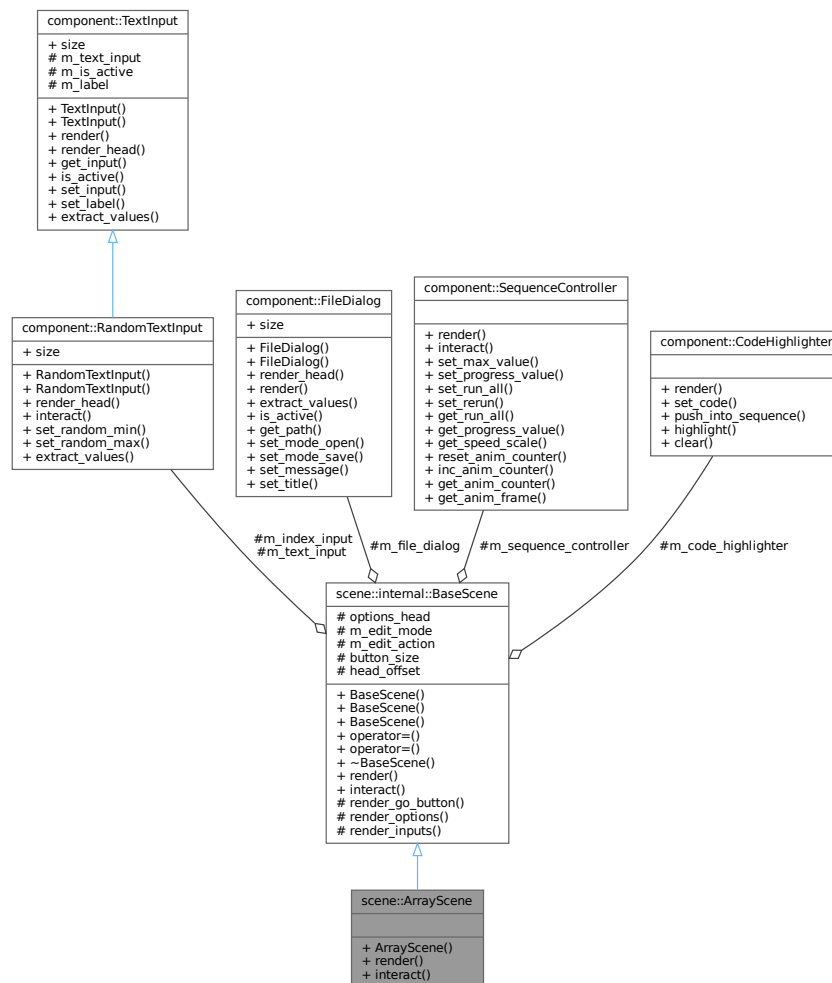 component::TextInput
+ size
# m_text_input
# m_is_active
# m_label
+ TextInput()
+ TextInput()
+ render()
+ render_head()
+ get_input()
+ is_active()
+ set_input()
+ set_label()
+ extract_values()
component::RandomTextInput
+ size
+ RandomTextInput()
+ RandomTextInput()
+ render_head()
+ interact()
+ set_random_min()
+ set_random_max()
+ extract_values()
component::FileDialog
+ size
+ FileDialog()
+ FileDialog()
+ render_head()
+ render()
+ extract_values()
+ is_active()
+ get_path()
+ set_mode_open()
+ set_mode_save()
+ set_message()
+ set_title()
component::SequenceController
+ render()
+ interact()
+ set_max_value()
+ set_progress_value()
+ set_run_all()
+ set_rerun()
+ get_run_all()
+ get_progress_value()
+ get_speed_scale()
+ reset_anim_counter()
+ inc_anim_counter()
+ get_anim_counter()
+ get_anim_frame()
component::CodeHighlighter
+ render()
+ set_code()
+ push_into_sequence()
+ highlight()
+ clear()
#m_index_input
#m_text_input
#m_file_dialog
#m_sequence_controller
#m_code_highlighter
scene::internal::BaseScene
# options_head
# m_edit_mode
# m_edit_action
# button_size
# head_offset
+ BaseScene()
+ BaseScene()
+ BaseScene()
+ operator=()
+ operator=()
+ ~BaseScene()
+ render()
+ interact()
# render_go_button()
# render_options()
# render_inputs()
scene::ArrayScene
+ ArrayScene()
+ render()
+ interact()